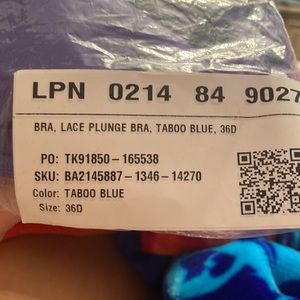 LPN 0214 84 9027
BRA, LACE PLUNGE BRA, TABOO BLUE, 36D
PO: TK91850-165538
SKU: BA2145887-1346-14270
Color: TABOO BLUE
Size: 36D